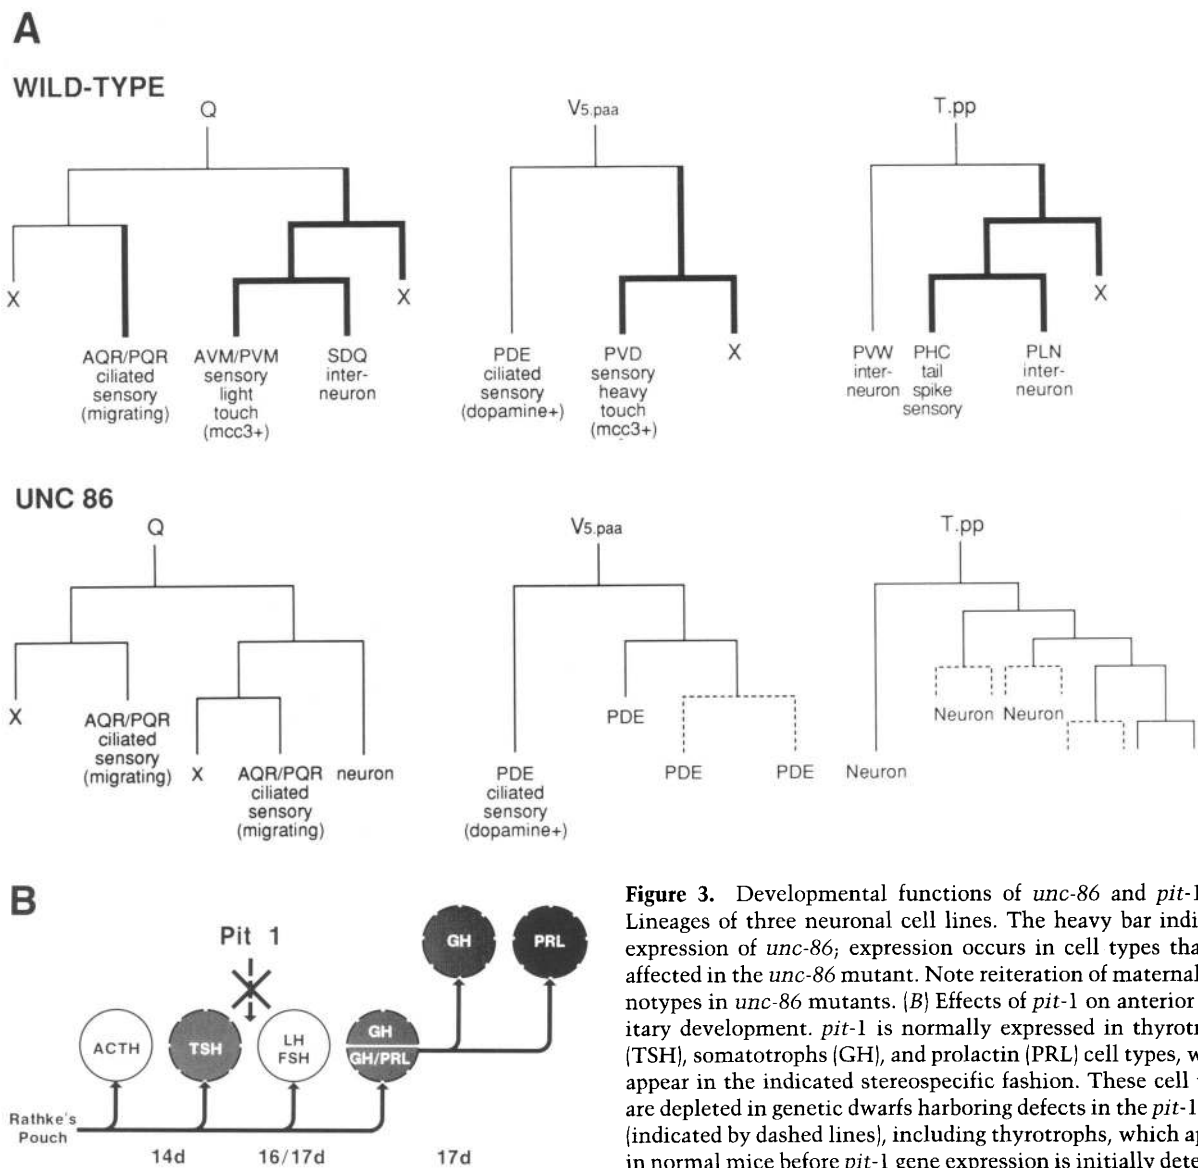 A
WILD-TYPE
Q
X
AQR/PQR
ciliated
sensory
(migrating)
AVM/PVM
sensory
light
touch
(mcc3+)
SDQ
inter-
neuron
X
V5.paa
PDE
ciliated
sensory
(dopamine+)
PVD
sensory
heavy
touch
(mcc3+)
X
T.pp
PVW
inter-
neuron
PHC
tail
spike
sensory
PLN
inter-
neuron
X
UNC 86
Q
X
AQR/PQR
ciliated
sensory
(migrating)
X
AQR/PQR
ciliated
sensory
(migrating)
neuron
V5.paa
PDE
ciliated
sensory
(dopamine+)
PDE
PDE
PDE
T.pp
Neuron
Neuron
Neuron
B
Pit 1
ACTH
TSH
LH
FSH
GH
GH/PRL
GH
PRL
Rathke's
Pouch
14d
16/17d
17d
Figure 3. Developmental functions of unc-86 and pit-1
Lineages of three neuronal cell lines. The heavy bar indi
expression of unc-86; expression occurs in cell types tha
affected in the unc-86 mutant. Note reiteration of maternal
notypes in unc-86 mutants. (B) Effects of pit-1 on anterior
itary development. pit-1 is normally expressed in thyrot
(TSH), somatotrophs (GH), and prolactin (PRL) cell types, w
appear in the indicated stereospecific fashion. These cell
are depleted in genetic dwarfs harboring defects in the pit-1
(indicated by dashed lines), including thyrotrophs, which a
in normal mice before pit-1 gene expression is initially dete